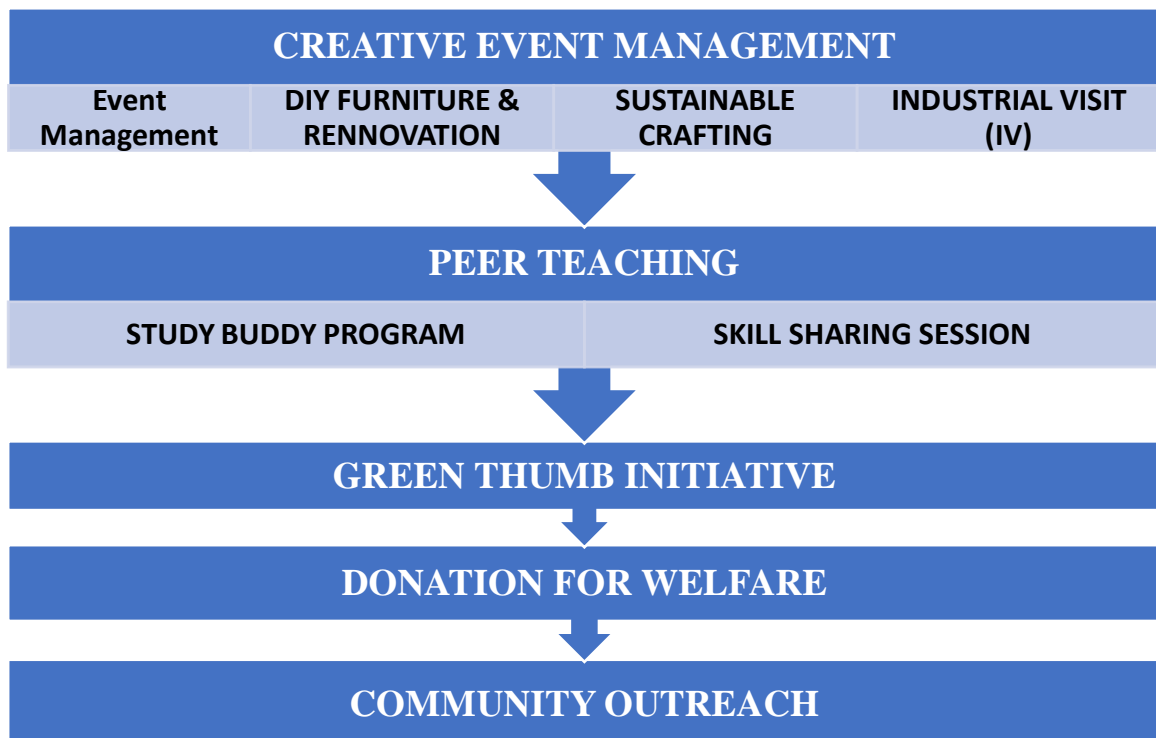 CREATIVE EVENT MANAGEMENT
Event
Management
DIY FURNITURE &
RENNOVATION
SUSTAINABLE
CRAFTING
INDUSTRIAL VISIT
(IV)
PEER TEACHING
STUDY BUDDY PROGRAM
SKILL SHARING SESSION
GREEN THUMB INITIATIVE
DONATION FOR WELFARE
COMMUNITY OUTREACH